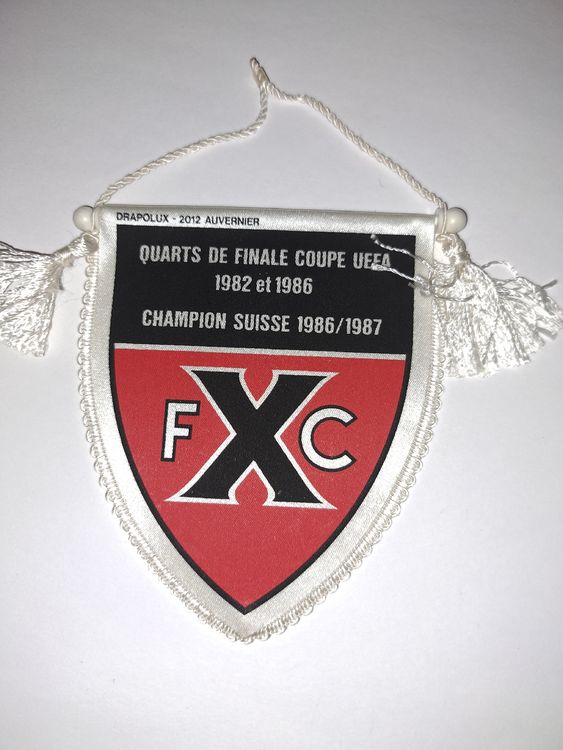 DRAPOLUX - 2012 AUVERNIER
QUARTS DE FINALE COUPE UEFA
1982 et 1986
CHAMPION SUISSE 1986/1987
F X C